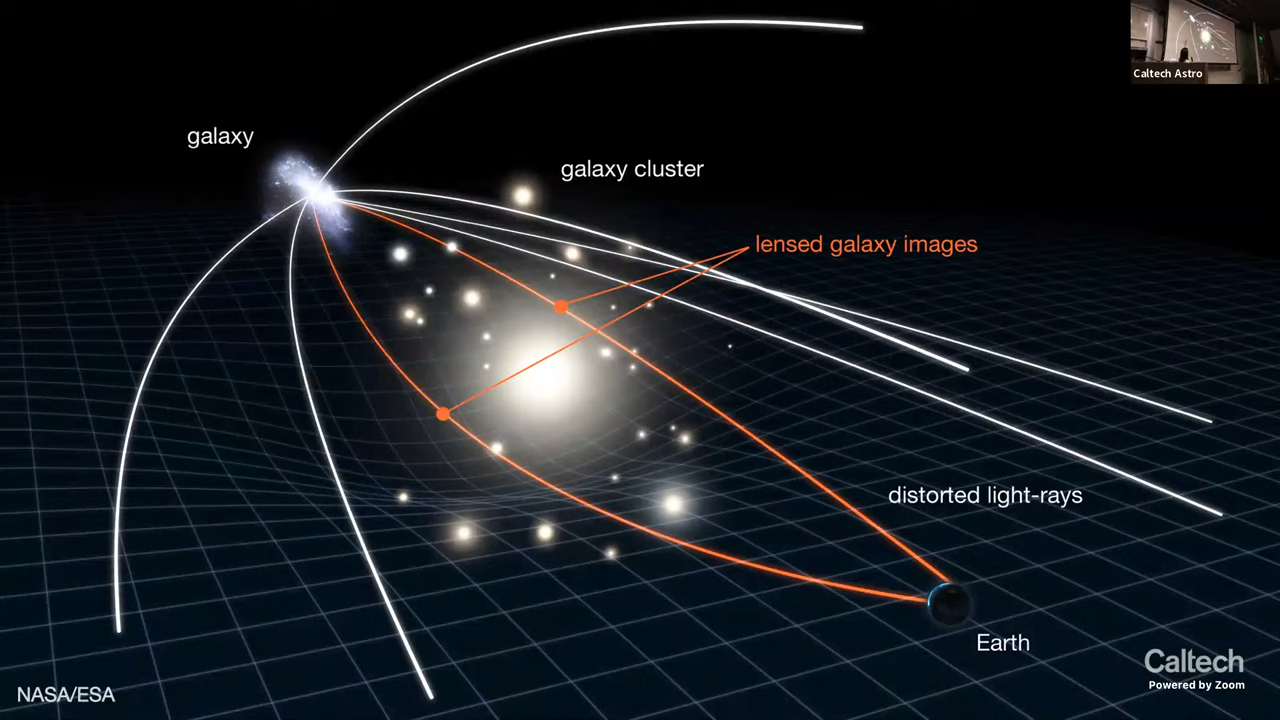 Caltech Astro
galaxy
galaxy cluster
lensed galaxy images
distorted light-rays
Earth
Caltech
Powered by Zoom
NASA/ESA